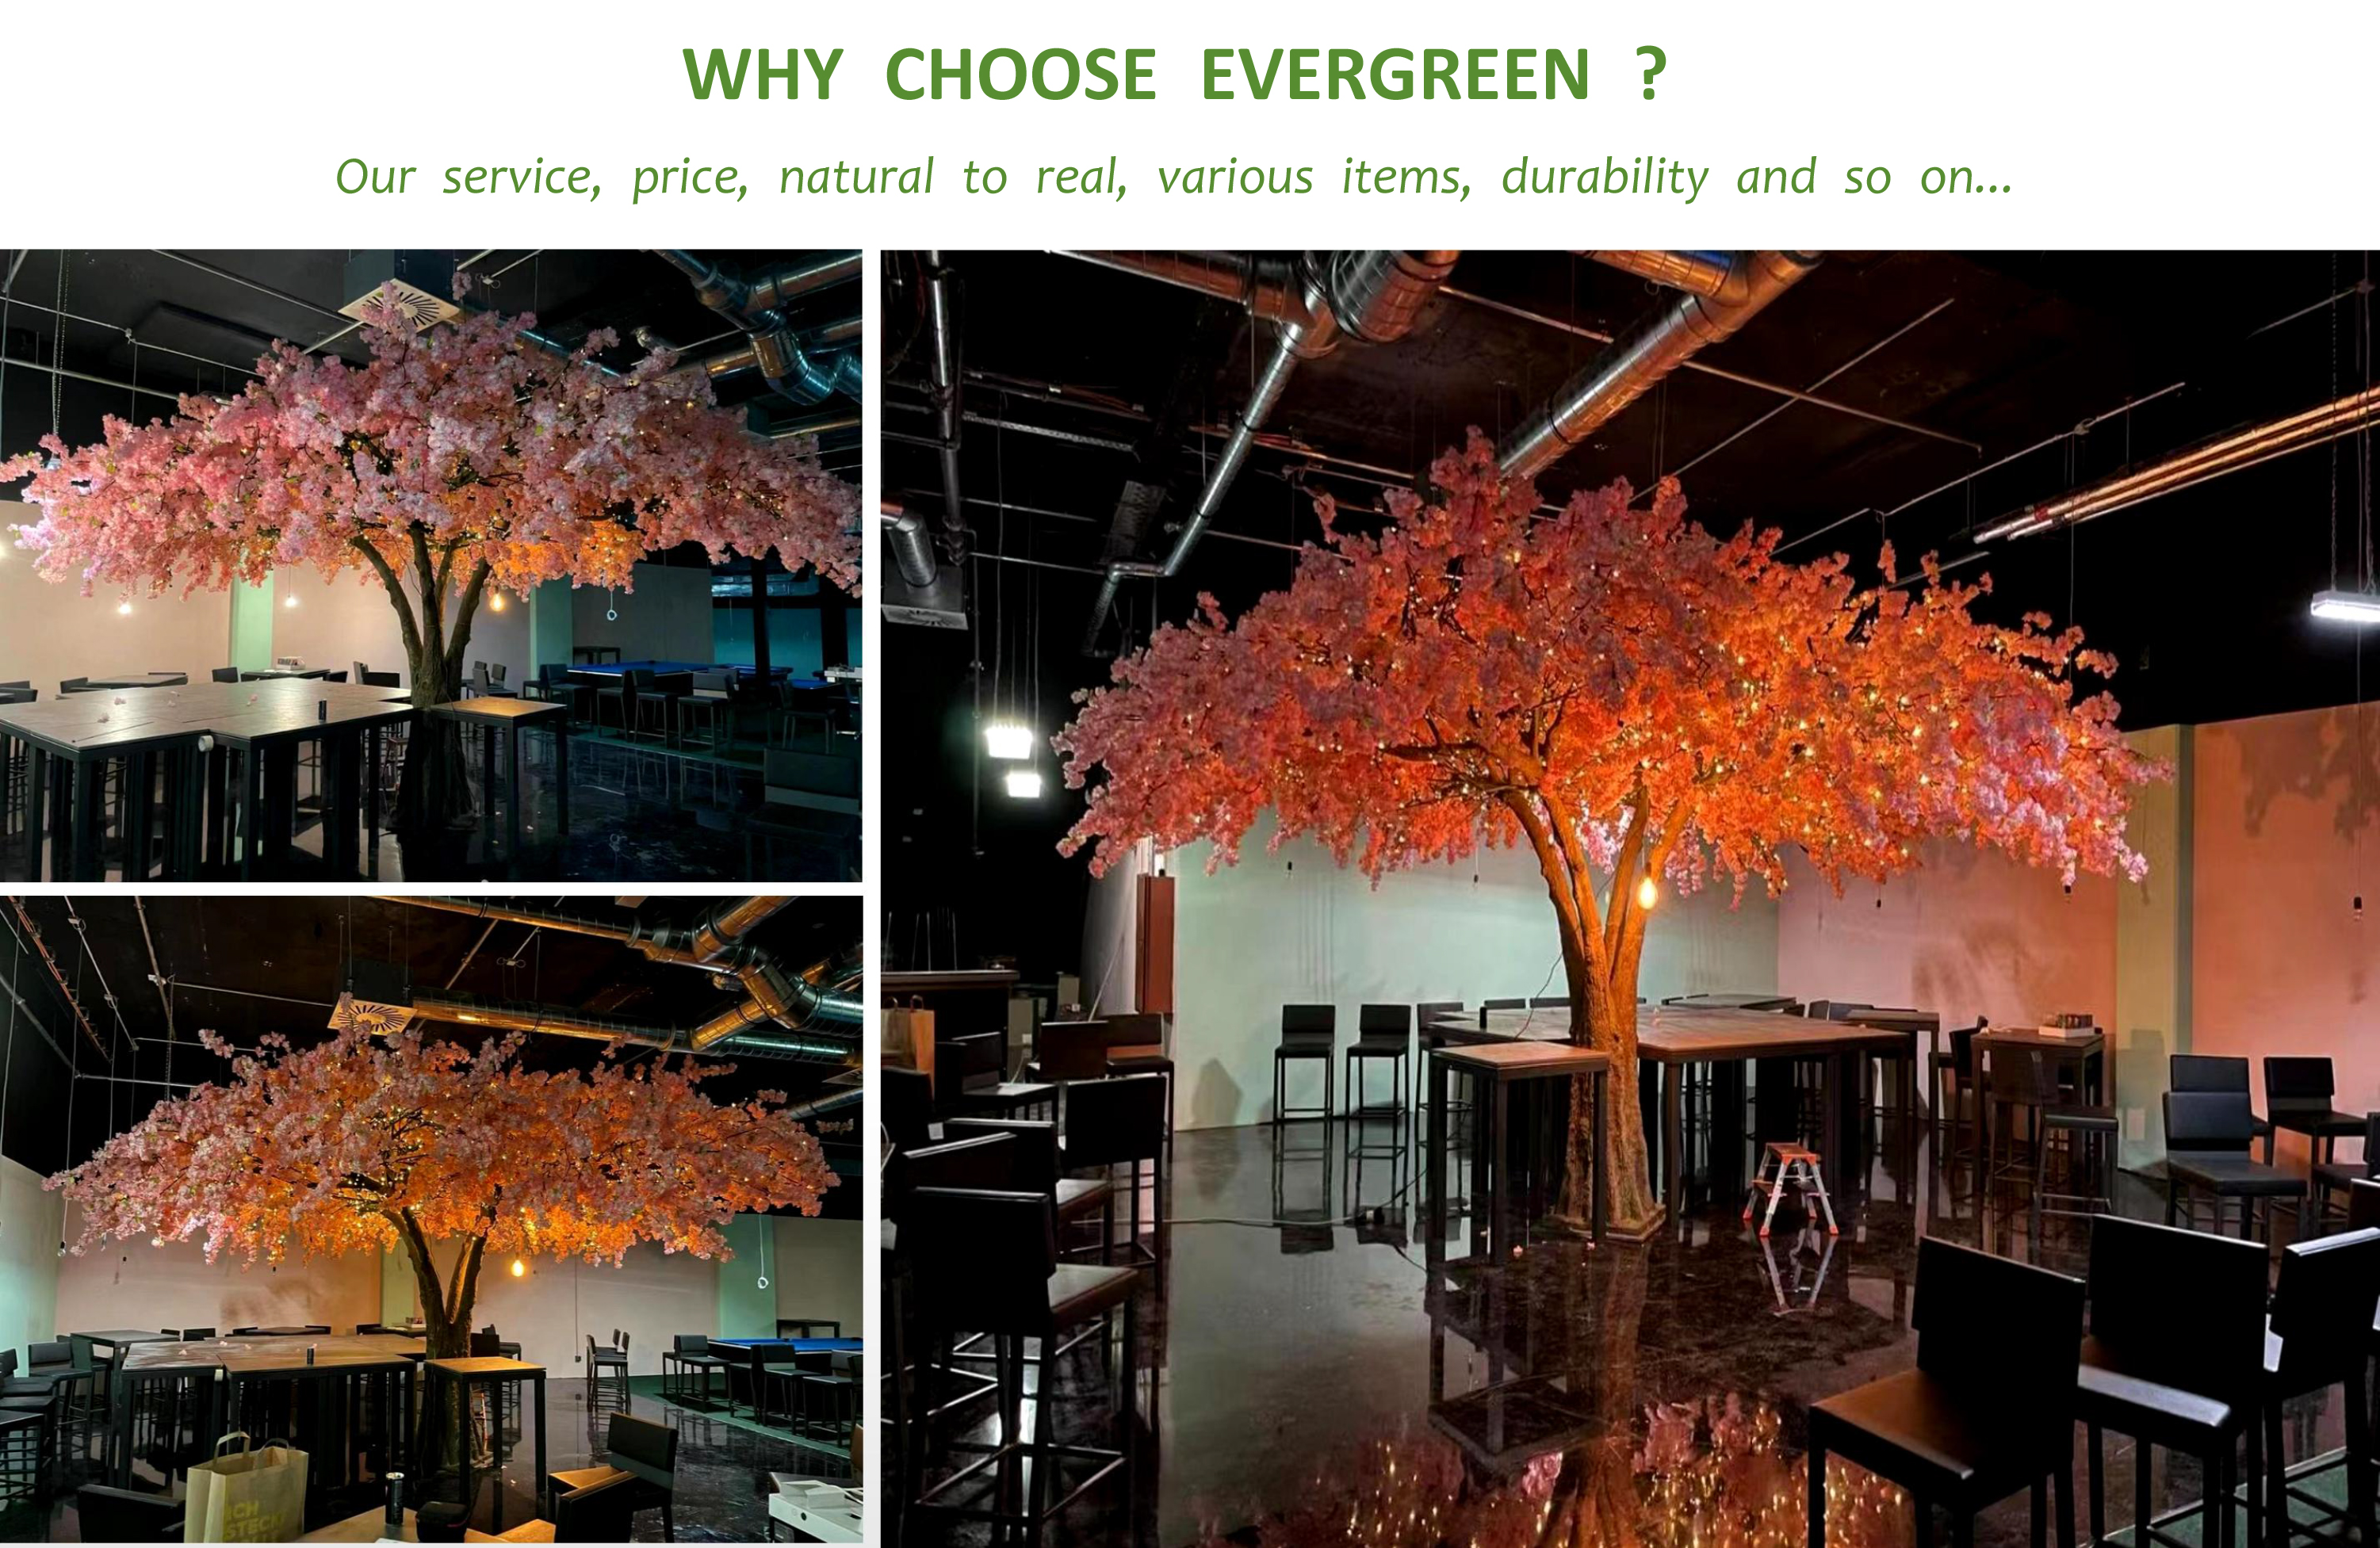 WHY CHOOSE EVERGREEN ?
Our service, price, natural to real, various items, durability and so on...